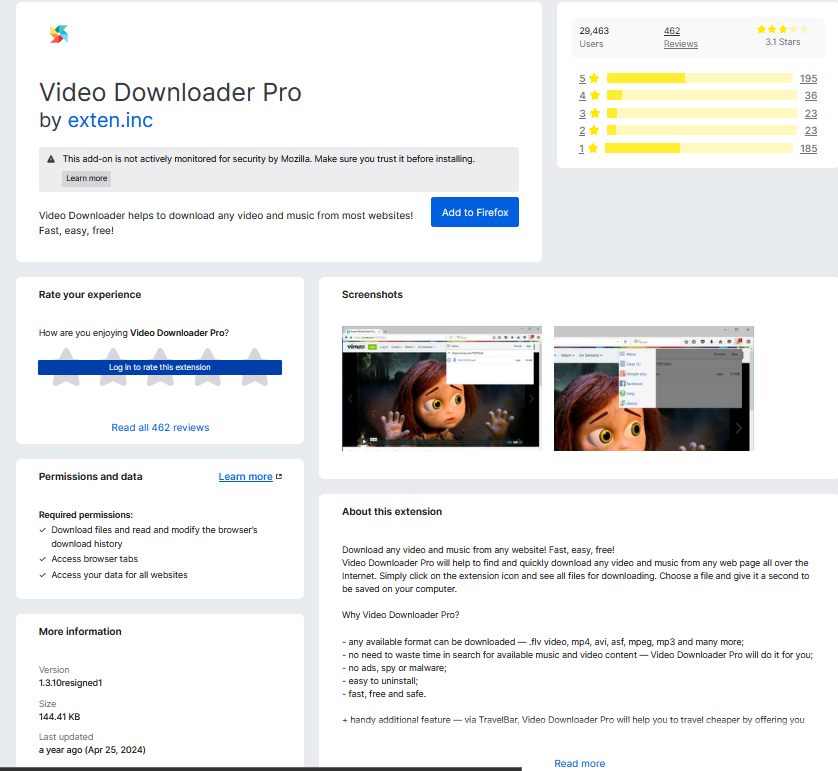 Video Downloader Pro
by exten.inc
This add-on is not actively monitored for security by Mozilla. Make sure you trust it before installing.
Learn more
Video Downloader helps to download any video and music from most websites!
Fast, easy, free!
Add to Firefox
29,463
Users
462
Reviews
3.1 Stars
5 195
4 36
3 23
2 23
1 185
Rate your experience
How are you enjoying Video Downloader Pro?
Log in to rate this extension
Read all 462 reviews
Permissions and data
Learn more
Required permissions:
Download files and read and modify the browser's
download history
Access browser tabs
Access your data for all websites
More information
Version
1.3.10resigned1
Size
144.41 KB
Last updated
a year ago (Apr 25, 2024)
Screenshots
vimeo
About this extension
Download any video and music from any website! Fast, easy, free!
Video Downloader Pro will help to find and quickly download any video and music from any web page all over the
Internet. Simply click on the extension icon and see all files for downloading. Choose a file and give it a second to
be saved on your computer.
Why Video Downloader Pro?
- any available format can be downloaded — .flv video, mp4, avi, asf, mpeg, mp3 and many more;
- no need to waste time in search for available music and video content — Video Downloader Pro will do it for you;
- no ads, spy or malware;
- easy to uninstall;
- fast, free and safe.
+ handy additional feature — via TravelBar, Video Downloader Pro will help you to travel cheaper by offering you
Read more